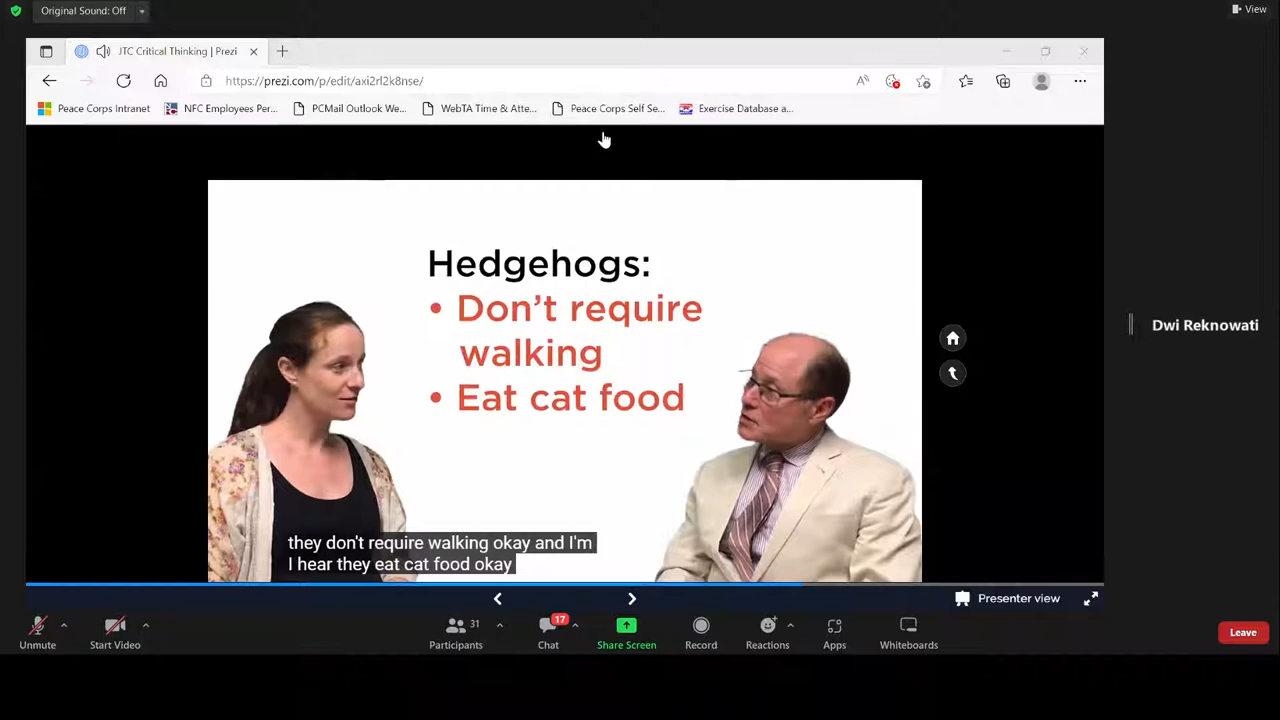 Original Sound: Off
View
JTC Critical Thinking | Prezi
https://prezi.com/p/edit/axi2rl2k8nse/
Peace Corps Intranet
NFC Employees Per...
PCMail Outlook We...
WebTA Time & Atte...
Peace Corps Self Se...
Exercise Database a...
Hedgehogs:
• Don't require
walking
• Eat cat food
Dwi Reknowati
they don't require walking okay and I'm
I hear they eat cat food okay
Presenter view
31
17
Unmute
Start Video
Participants
Chat
Share Screen
Record
Reactions
Apps
Whiteboards
Leave